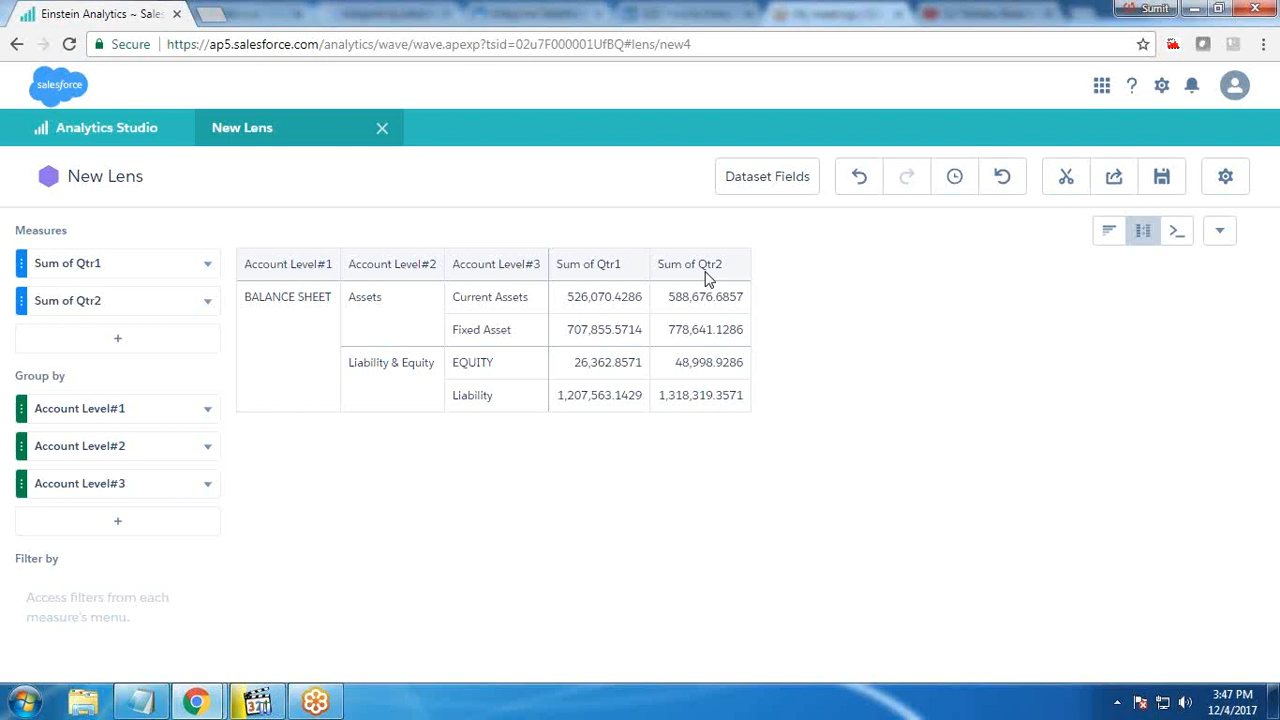 Einstein Analytics ~ Sales
Sumit
Secure
https://ap5.salesforce.com/analytics/wave/wave.apexp?tsid=02u7F000001UfBQ#lens/new4
salesforce
Analytics Studio
New Lens
New Lens
Dataset Fields
Measures
Sum of Qtr1
Sum of Qtr2
+
Group by
Account Level#1
Account Level#2
Account Level#3
+
Filter by
Access filters from each
measure's menu.
Account Level#1 Account Level#2 Account Level#3 Sum of Qtr1 Sum of Qtr2
BALANCE SHEET Assets Current Assets 526,070.4286 588,676.6857
Fixed Asset 707,855.5714 778,641.1286
Liability & Equity EQUITY 26,362.8571 48,998.9286
Liability 1,207,563.1429 1,318,319.3571
3:47 PM
12/4/2017